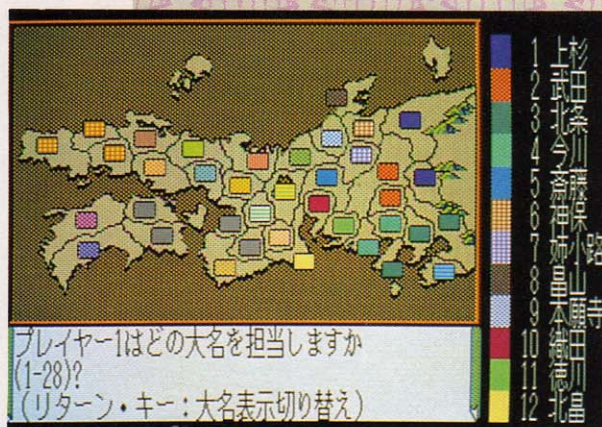 プレイヤー1はどの大名を担当しますか
(1-28)?
(リターン・キー:大名表示切り替え)
1 上杉
2 武田
3 北条
4 今川
5 斎藤
6 神保
7 姉小路
8 畠山
9 本願寺
10 織田
11 徳川
12 北畠